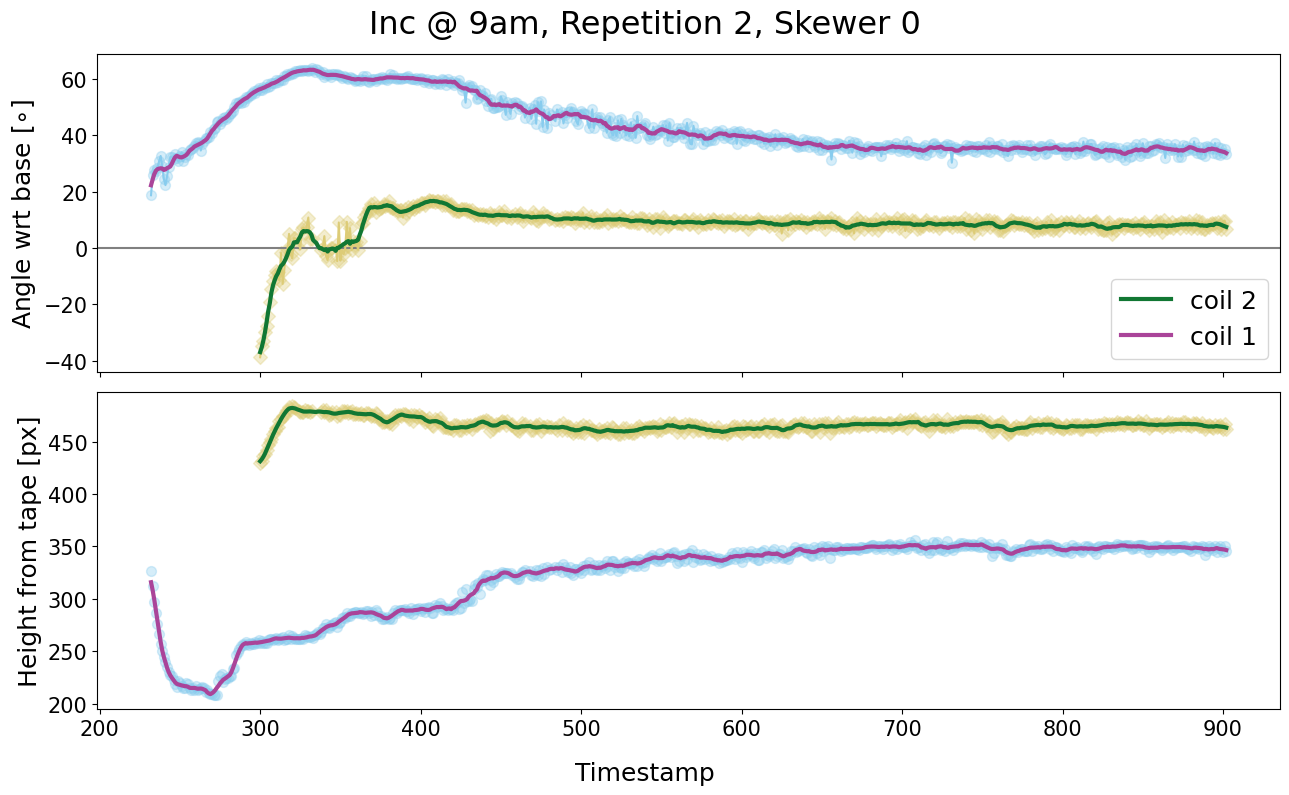 Inc @ 9am, Repetition 2, Skewer 0
Angle wrt base [∘]
60
40
20
0
−20
−40
coil 2
coil 1
Height from tape [px]
450
400
350
300
250
200
200 300 400 500 600 700 800 900
Timestamp